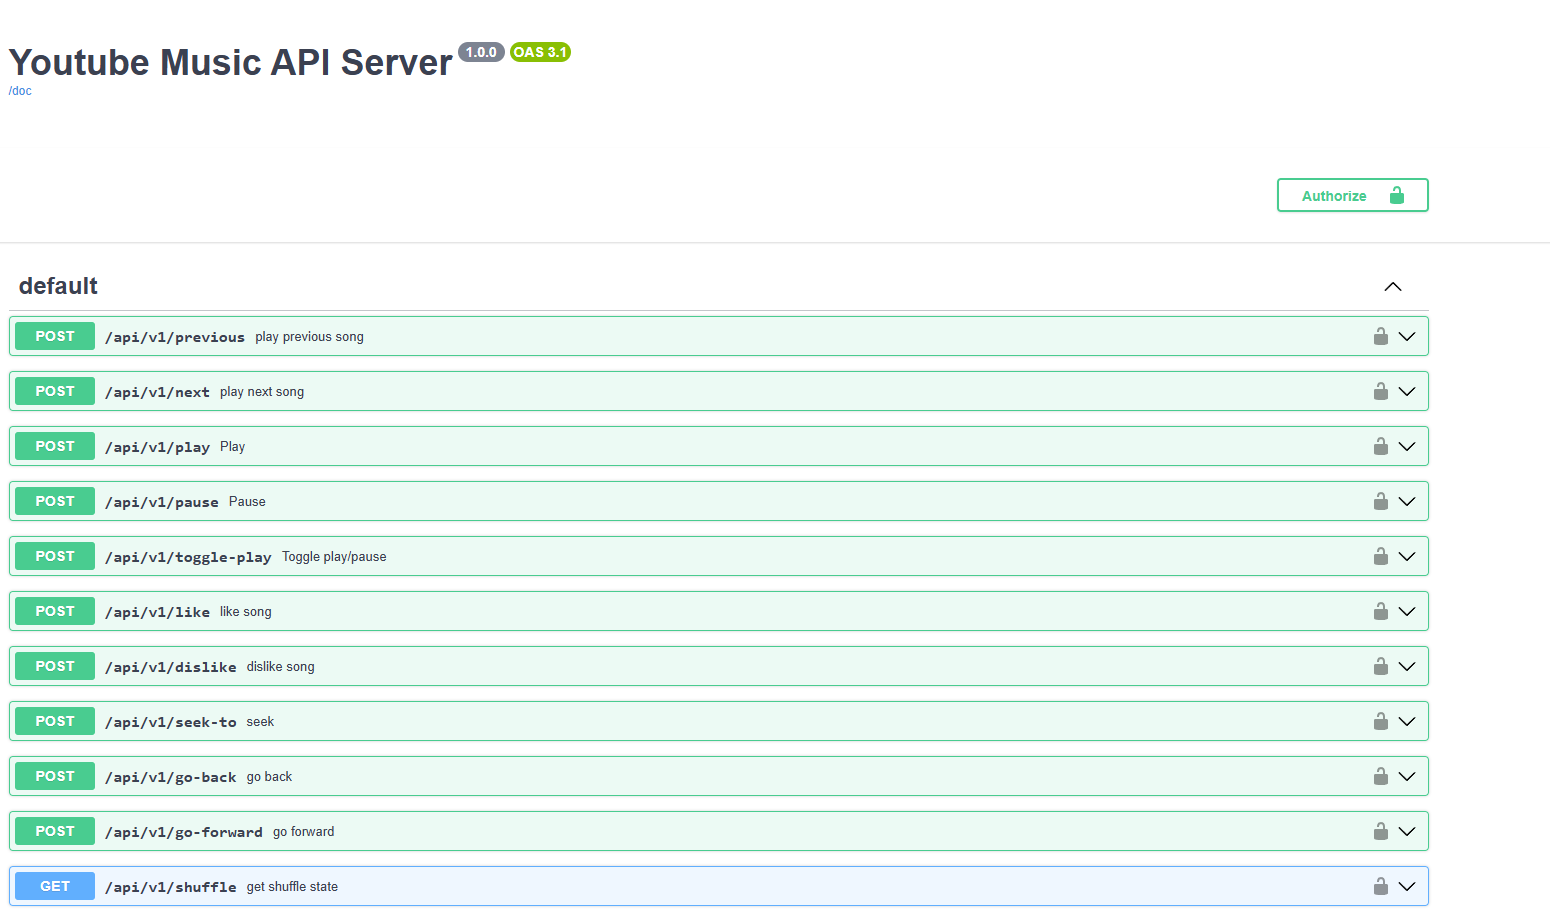 Youtube Music API Server 1.0.0 OAS 3.1
/doc
Authorize
default
POST /api/v1/previous play previous song
POST /api/v1/next play next song
POST /api/v1/play Play
POST /api/v1/pause Pause
POST /api/v1/toggle-play Toggle play/pause
POST /api/v1/like like song
POST /api/v1/dislike dislike song
POST /api/v1/seek-to seek
POST /api/v1/go-back go back
POST /api/v1/go-forward go forward
GET /api/v1/shuffle get shuffle state